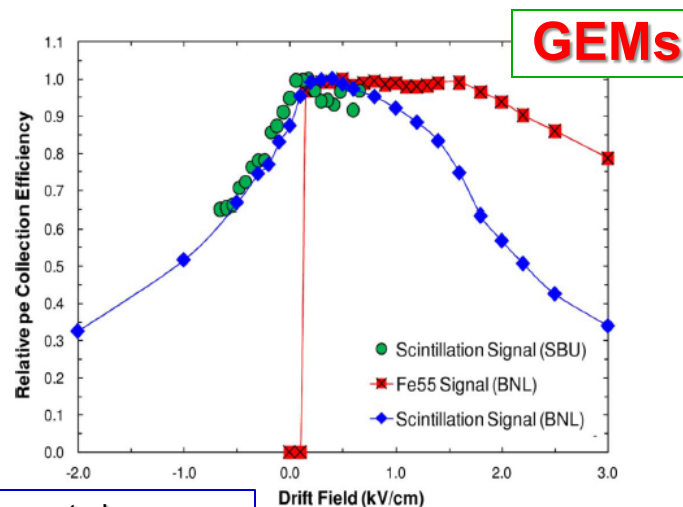 GEMs
1.1
1.0
0.9
0.8
0.7
0.6
0.5
0.4
0.3
0.2
0.1
0.0
Relative pe Collection Efficiency
Scintillation Signal (SBU)
Fe55 Signal (BNL)
Scintillation Signal (BNL)
-2.0 -1.0 0.0 1.0 2.0 3.0
Drift Field (kV/cm)